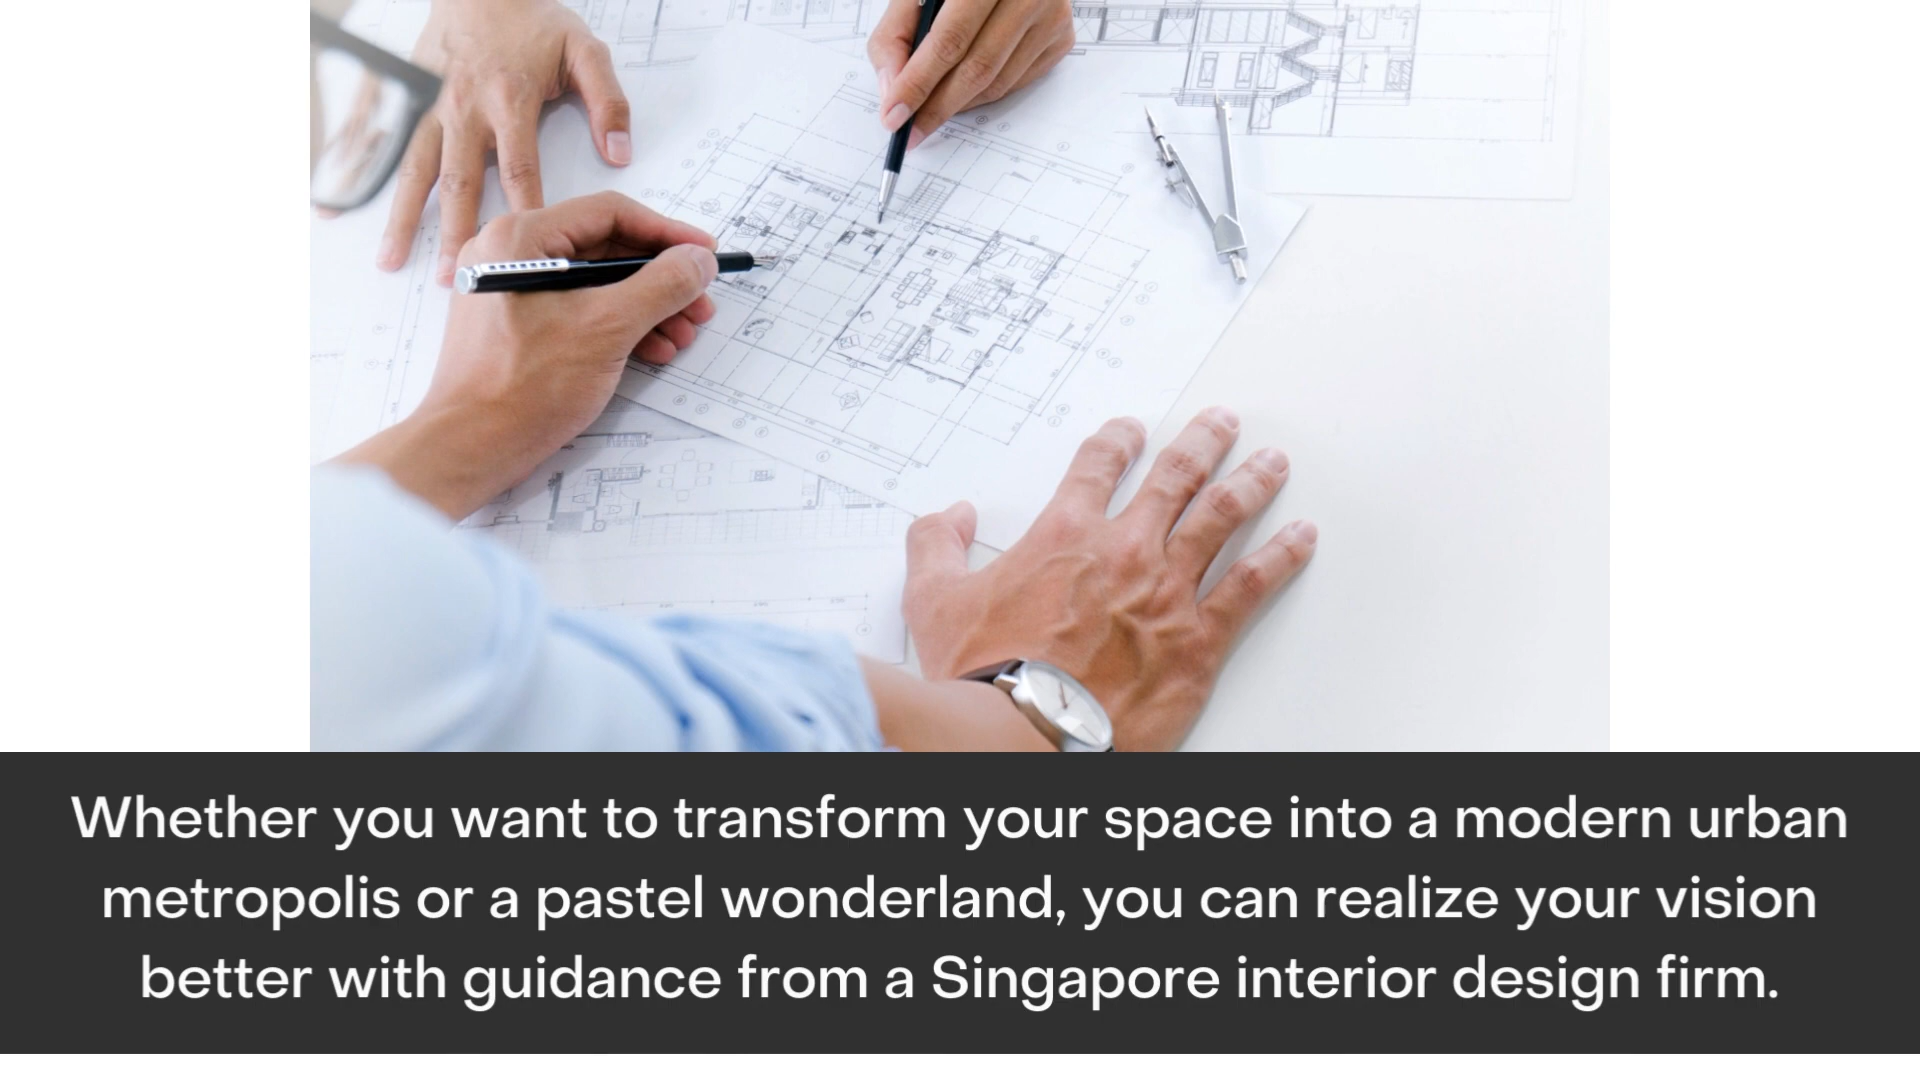 Whether you want to transform your space into a modern urban
metropolis or a pastel wonderland, you can realize your vision
better with guidance from a Singapore interior design firm.